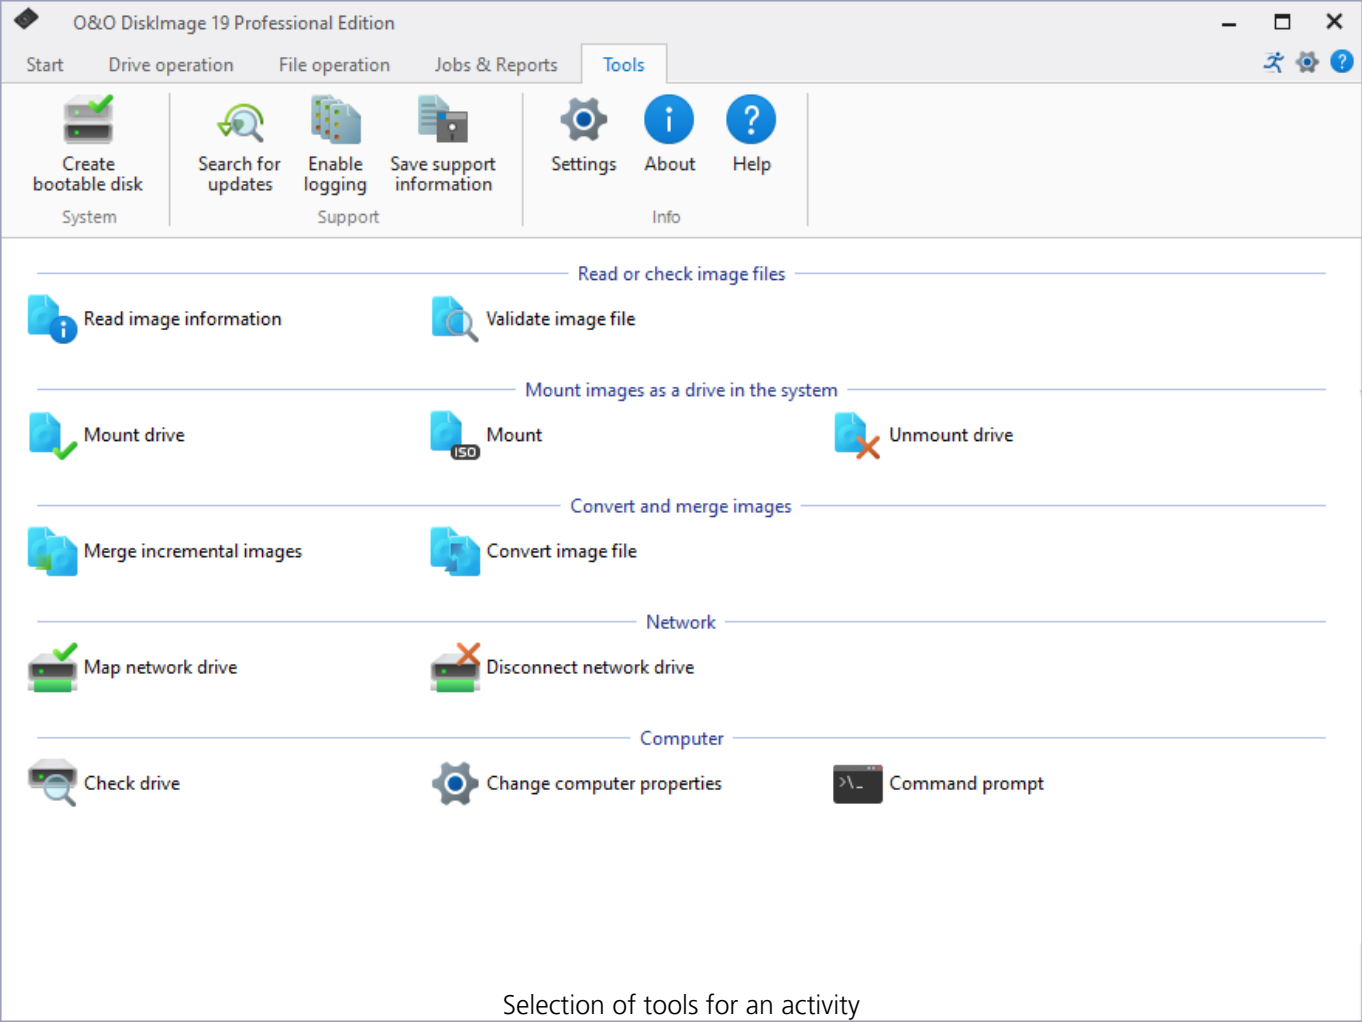 O&O DiskImage 19 Professional Edition
Start Drive operation File operation Jobs & Reports Tools
Create bootable disk
Search for updates
Enable logging
Save support information
Settings
About
Help
System
Support
Info
Read or check image files
Read image information
Validate image file
Mount images as a drive in the system
Mount drive
ISO
Mount
Unmount drive
Convert and merge images
Merge incremental images
Convert image file
Network
Map network drive
Disconnect network drive
Computer
Check drive
Change computer properties
Command prompt
Selection of tools for an activity